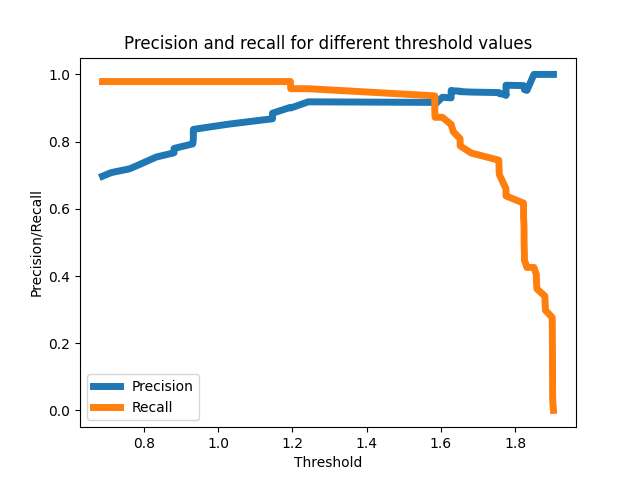 Precision and recall for different threshold values
1.0
0.8
0.6
0.4
0.2
0.0
Precision/Recall
Precision
Recall
0.8 1.0 1.2 1.4 1.6 1.8
Threshold